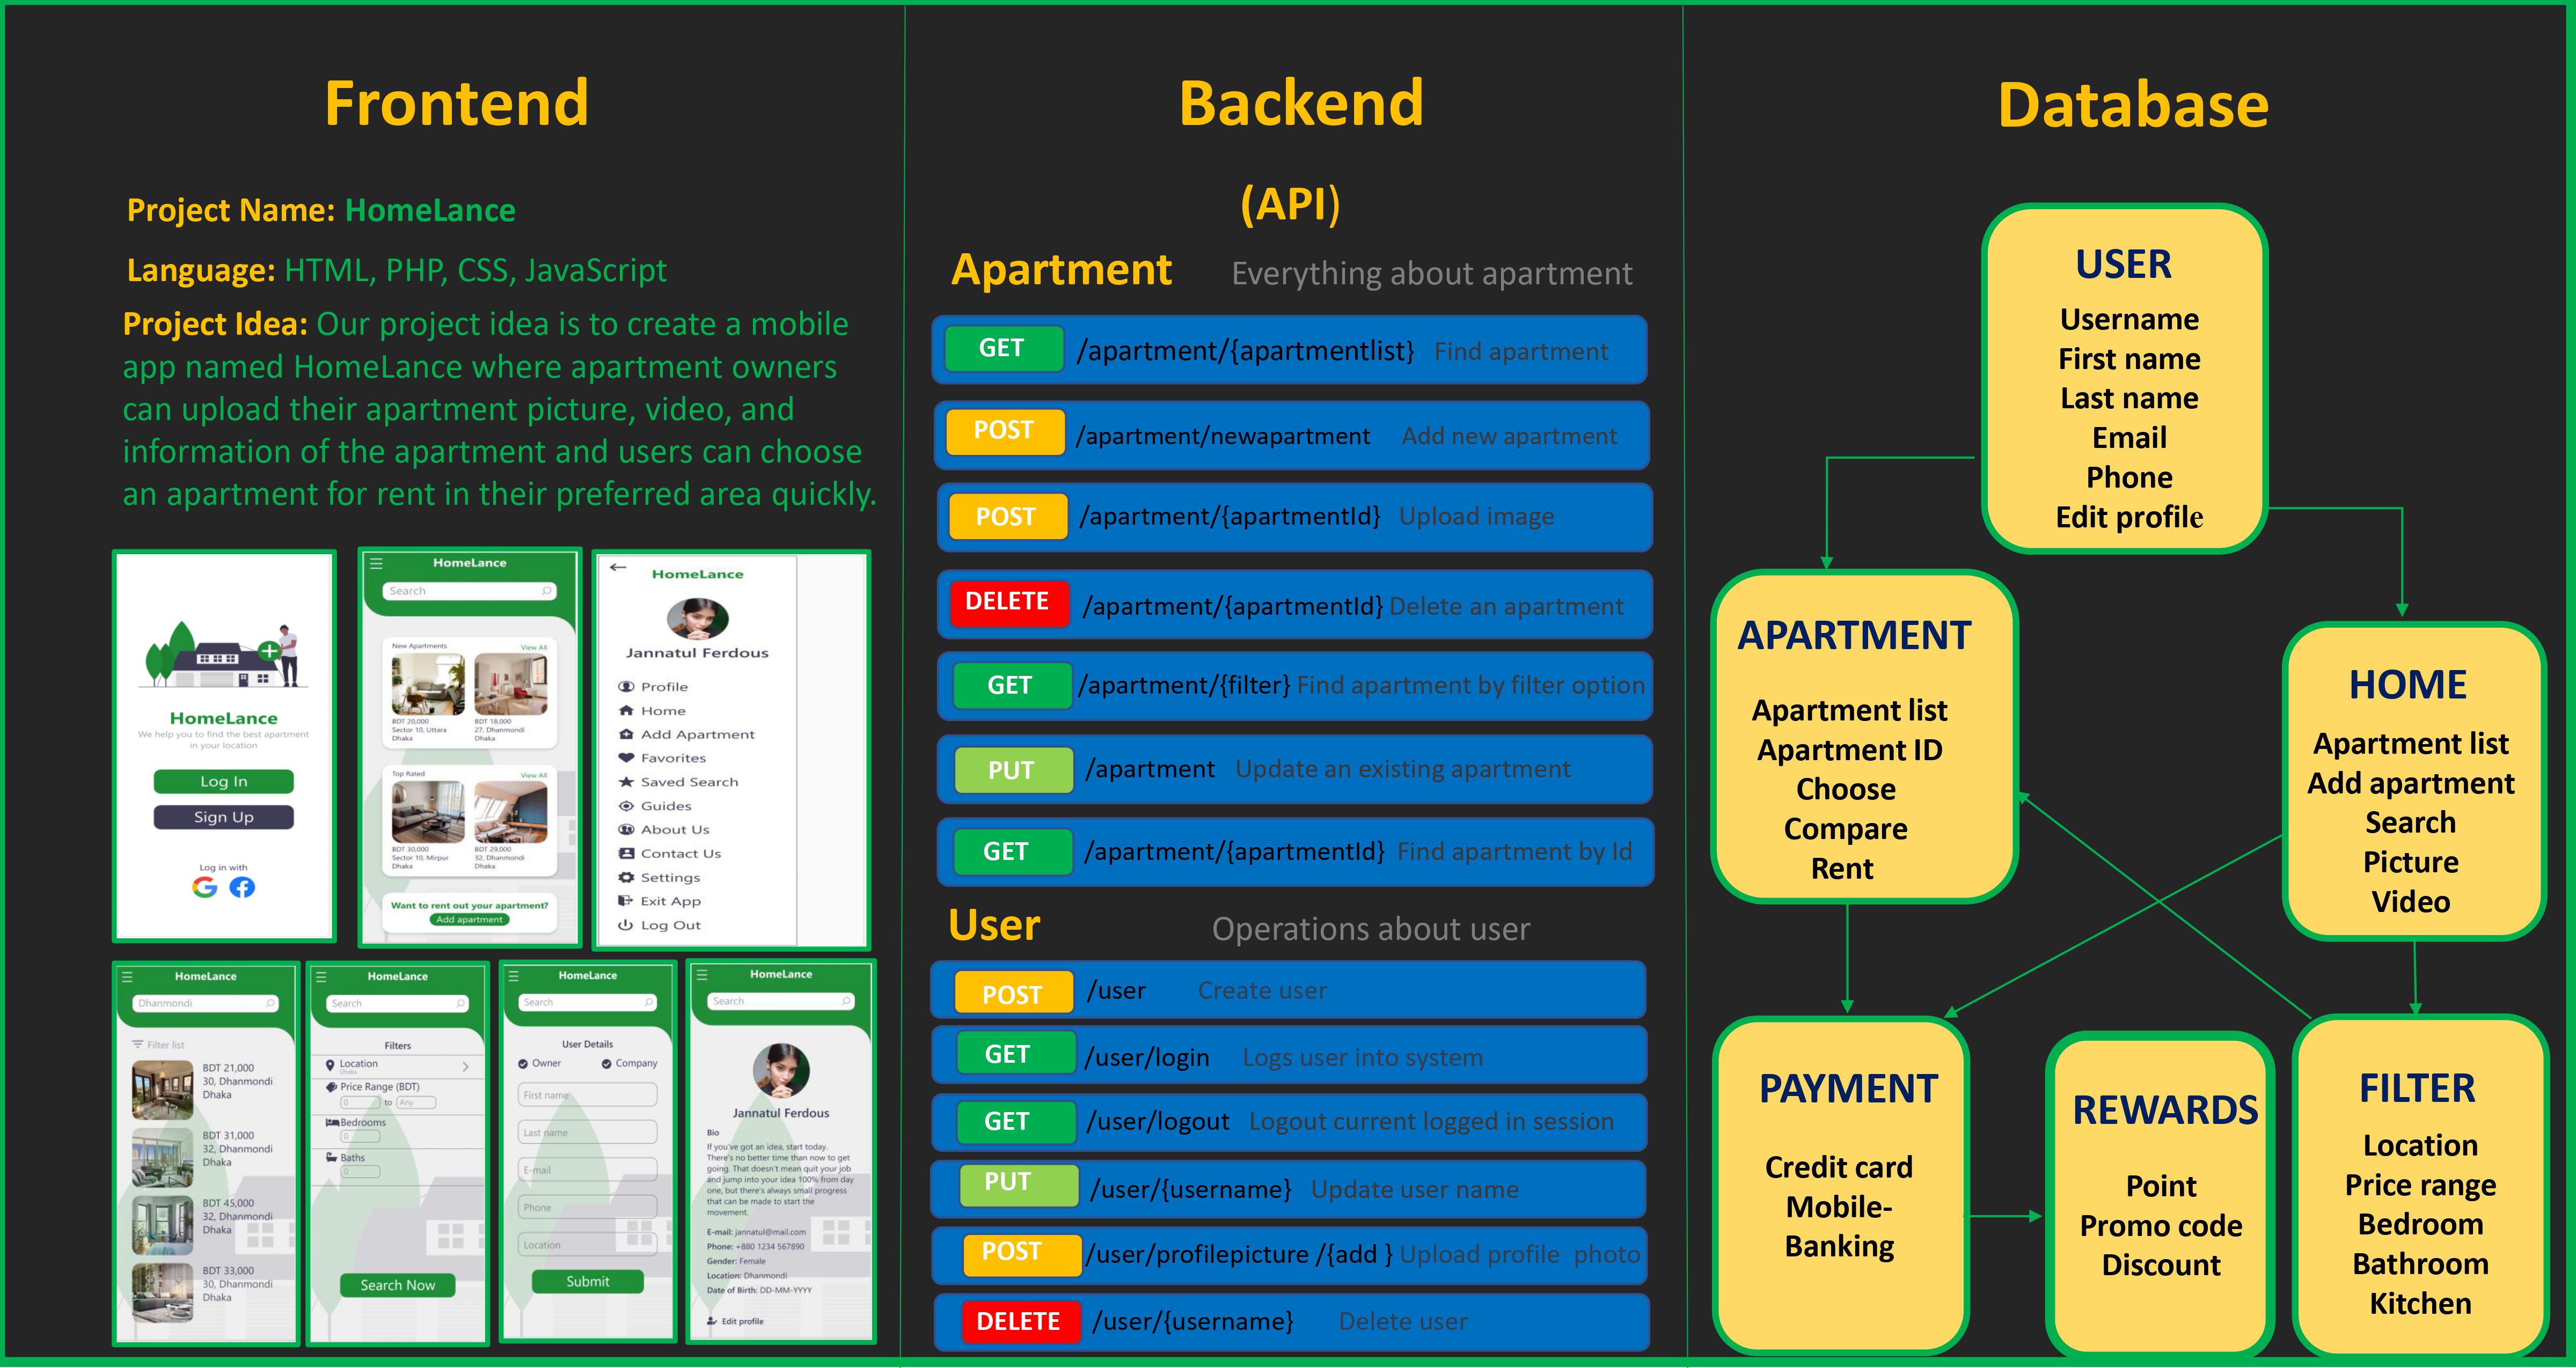 Frontend
Project Name: HomeLance
Language: HTML, PHP, CSS, JavaScript
Project Idea: Our project idea is to create a mobile
app named HomeLance where apartment owners
can upload their apartment picture, video, and
information of the apartment and users can choose
an apartment for rent in their preferred area quickly.
HomeLance
We help you to find the best apartment
in your location
Log In
Sign Up
Log in with
HomeLance
Search
New Apartments View All
BDT 20,000
Sector 10, Uttara
Dhaka
BDT 18,000
27, Dhanmondi
Dhaka
Top Rated View All
BDT 30,000
Sector 10, Mirpur
Dhaka
BDT 29,000
32, Dhanmondi
Dhaka
Want to rent out your apartment?
Add apartment
HomeLance
Jannatul Ferdous
Profile
Home
Add Apartment
Favorites
Saved Search
Guides
About Us
Contact Us
Settings
Exit App
Log Out
HomeLance
Dhanmondi
Filter list
BDT 21,000
30, Dhanmondi
Dhaka
BDT 31,000
32, Dhanmondi
Dhaka
BDT 45,000
32, Dhanmondi
Dhaka
BDT 33,000
30, Dhanmondi
Dhaka
HomeLance
Search
Filters
Location
Dhaka
Price Range (BDT)
0 to Any
Bedrooms
0
Baths
0
Search Now
HomeLance
Search
User Details
Owner Company
First name
Last name
E-mail
Phone
Location
Submit
HomeLance
Search
Jannatul Ferdous
Bio
If you've got an idea, start today.
There's no better time than now to get
going. That doesn't mean quit your job
and jump into your idea 100% from day
one, but there's always small progress
that can be made to start the
movement.
E-mail: jannatul@mail.com
Phone: +880 1234 567890
Gender: Female
Location: Dhanmondi
Date of Birth: DD-MM-YYYY
Edit profile
Backend
(API)
Apartment Everything about apartment
GET /apartment/{apartmentlist} Find apartment
POST /apartment/newapartment Add new apartment
POST /apartment/{apartmentId} Upload image
DELETE /apartment/{apartmentId} Delete an apartment
GET /apartment/{filter} Find apartment by filter option
PUT /apartment Update an existing apartment
GET /apartment/{apartmentId} Find apartment by Id
User Operations about user
POST /user Create user
GET /user/login Logs user into system
GET /user/logout Logout current logged in session
PUT /user/{username} Update user name
POST /user/profilepicture /{add } Upload profile photo
DELETE /user/{username} Delete user
Database
USER
Username
First name
Last name
Email
Phone
Edit profile
APARTMENT
Apartment list
Apartment ID
Choose
Compare
Rent
HOME
Apartment list
Add apartment
Search
Picture
Video
PAYMENT
Credit card
Mobile-
Banking
REWARDS
Point
Promo code
Discount
FILTER
Location
Price range
Bedroom
Bathroom
Kitchen